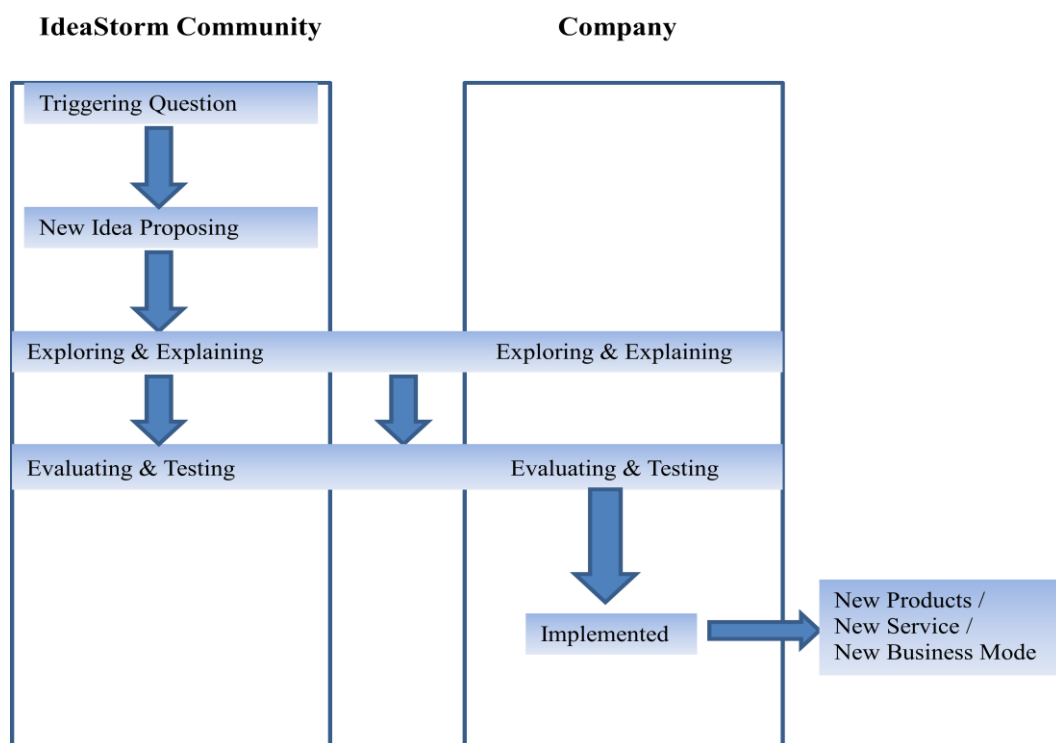 IdeaStorm Community
Company
Triggering Question
New Idea Proposing
Exploring & Explaining
Exploring & Explaining
Evaluating & Testing
Evaluating & Testing
Implemented
New Products /
New Service /
New Business Mode